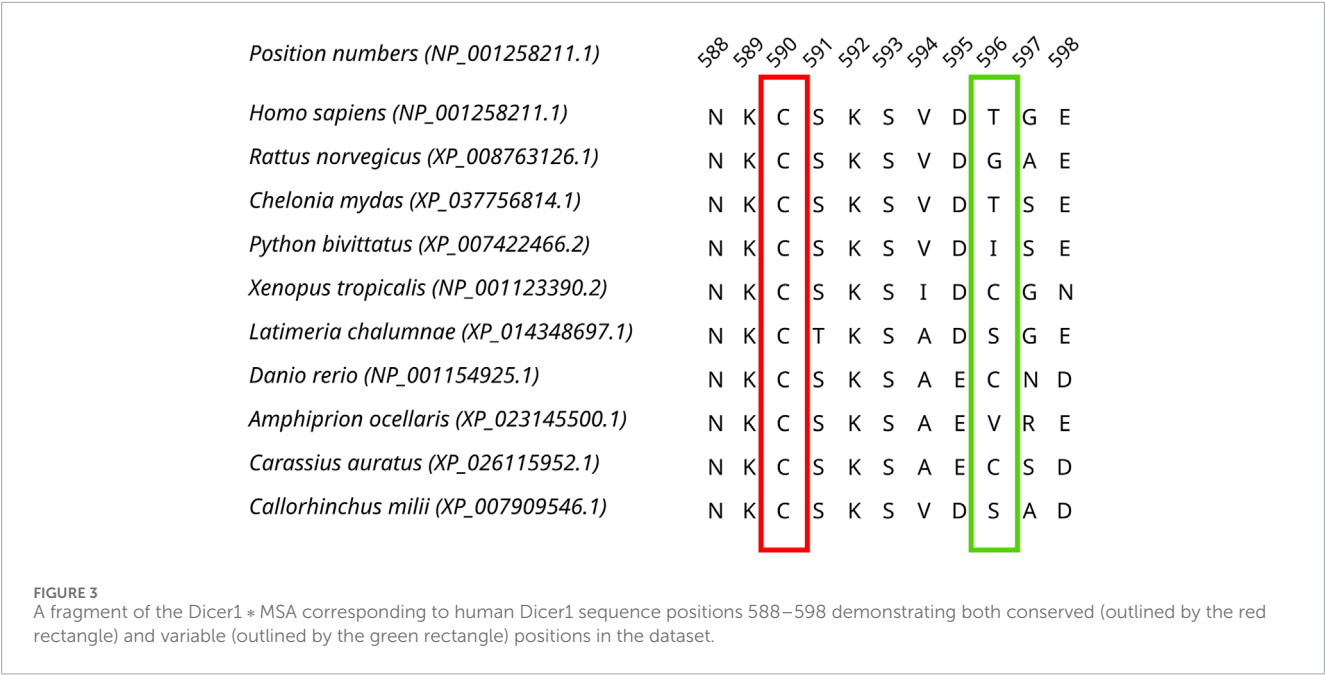 Position numbers (NP_001258211.1) 588 589 590 591 592 593 594 595 596 597 598
Homo sapiens (NP_001258211.1) N K C S K S V D T G E
Rattus norvegicus (XP_008763126.1) N K C S K S V D G A E
Chelonia mydas (XP_037756814.1) N K C S K S V D T S E
Python bivittatus (XP_007422466.2) N K C S K S V D I S E
Xenopus tropicalis (NP_001123390.2) N K C S K S I D C G N
Latimeria chalumnae (XP_014348697.1) N K C T K S A D S G E
Danio rerio (NP_001154925.1) N K C S K S A E C N D
Amphiprion ocellaris (XP_023145500.1) N K C S K S A E V R E
Carassius auratus (XP_026115952.1) N K C S K S A E C S D
Callorhinchus milii (XP_007909546.1) N K C S K S V D S A D
FIGURE 3
A fragment of the Dicer1∗MSA corresponding to human Dicer1 sequence positions 588–598 demonstrating both conserved (outlined by the red
rectangle) and variable (outlined by the green rectangle) positions in the dataset.